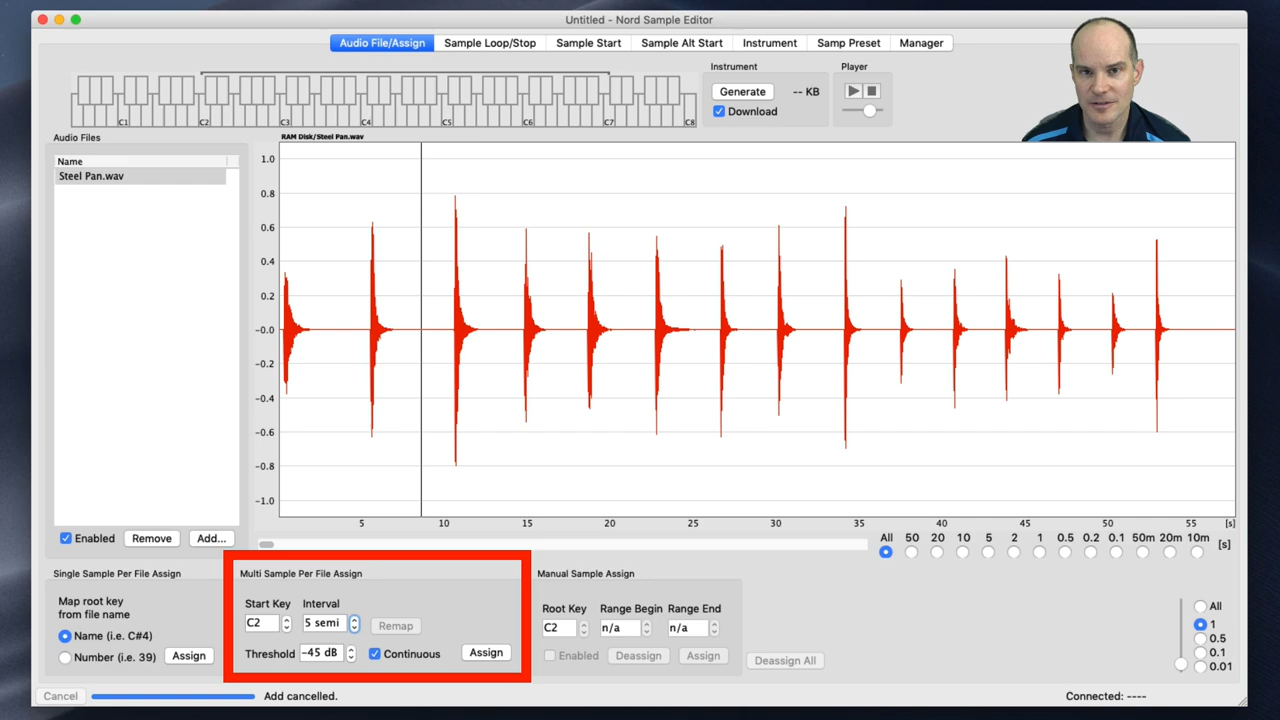 Untitled - Nord Sample Editor
Audio File/Assign Sample Loop/Stop Sample Start Sample Alt Start Instrument Samp Preset Manager
Instrument
Player
Generate -- KB
Download
C1 C2 C3 C4 C5 C6 C7 C8
Audio Files
RAM Disk/Steel Pan.wav
Name
Steel Pan.wav
1.0
0.8
0.6
0.4
0.2
-0.0
-0.2
-0.4
-0.6
-0.8
-1.0
5 10 15 20 25 30 35 40 45 50 55 [s]
Enabled Remove Add...
All 50 20 10 5 2 1 0.5 0.2 0.1 50m 20m 10m [s]
Single Sample Per File Assign
Map root key
from file name
Name (i.e. C#4)
Number (i.e. 39) Assign
Multi Sample Per File Assign
Start Key Interval
C2 5 semi Remap
Threshold -45 dB Continuous Assign
Manual Sample Assign
Root Key Range Begin Range End
C2 n/a n/a
Enabled Deassign Assign
Deassign All
All
1
0.5
0.1
0.01
Cancel Add cancelled. Connected: ----